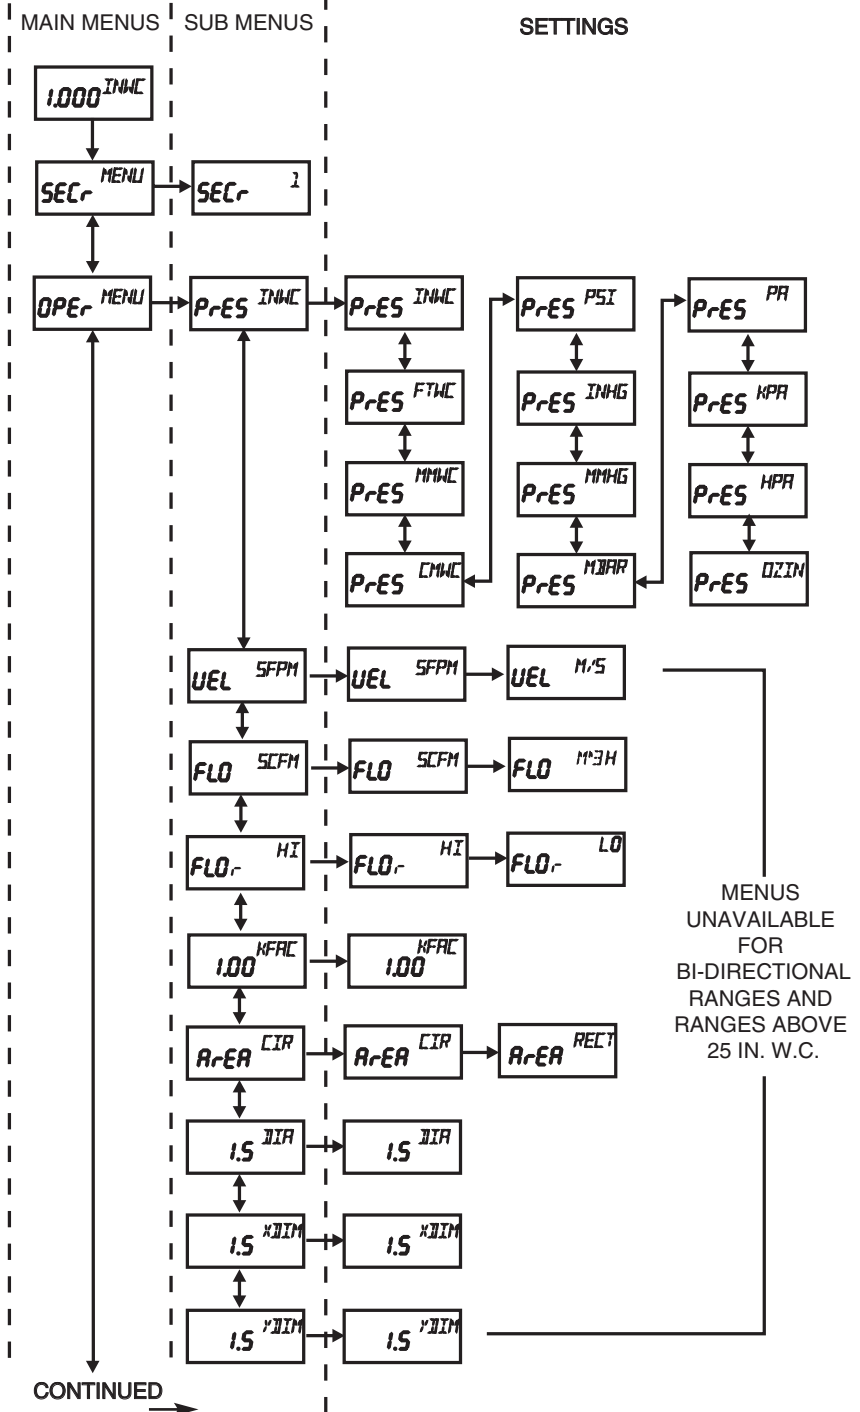 MAIN MENUS SUB MENUS SETTINGS
1.000 INWC
SECr MENU SECr 1
OPEr MENU PrES INWC PrES INWC PrES PSI PrES PA
PrES FTWC PrES INHG PrES KPA
PrES MMWC PrES MMHG PrES HPA
PrES CMWC PrES MBAR PrES OZIN
VEL SFPM VEL SFPM VEL M/S
FLO SCFM FLO SCFM FLO M^3H
FLOr HI FLOr HI FLOr LO
MENUS
UNAVAILABLE
FOR
BI-DIRECTIONAL
RANGES AND
RANGES ABOVE
25 IN. W.C.
1.00 KFAC 1.00 KFAC
ArEA CIR ArEA CIR ArEA RECT
1.5 DIA 1.5 DIA
1.5 XDIM 1.5 XDIM
1.5 YDIM 1.5 YDIM
CONTINUED